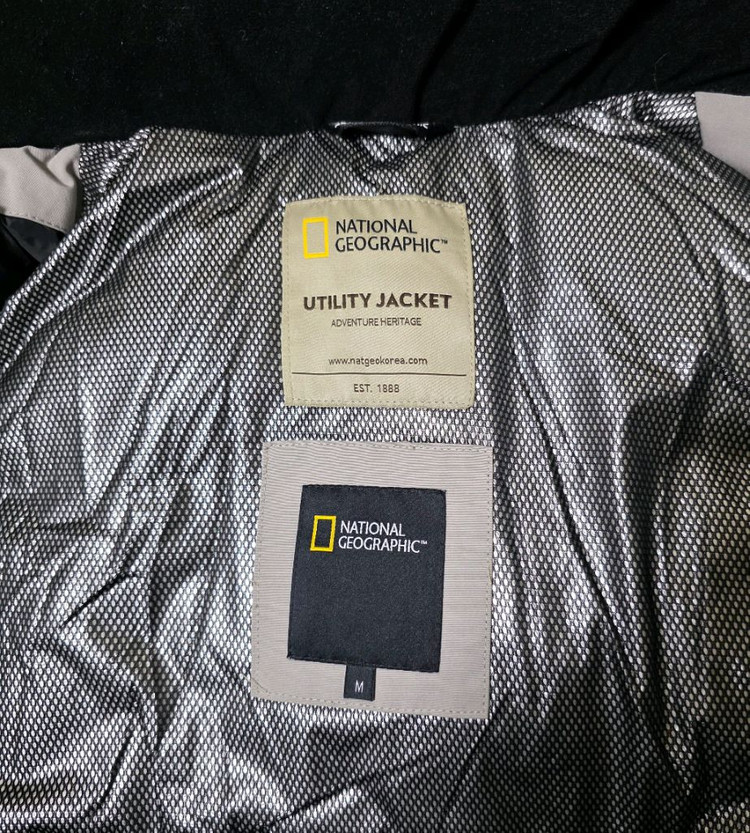 NATIONAL
GEOGRAPHIC™
UTILITY JACKET
ADVENTURE HERITAGE
www.natgeokorea.com
EST. 1888
NATIONAL
GEOGRAPHIC™
M